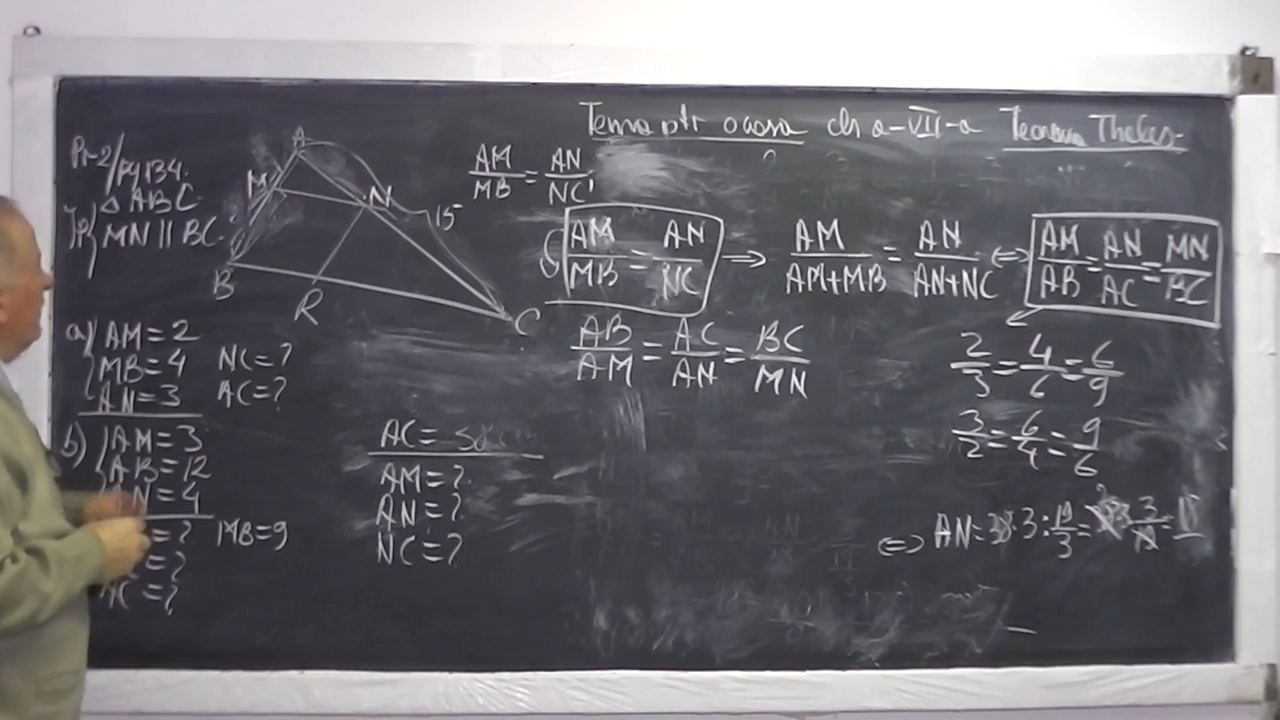 Tema ptr acasa cls a-VII-a Teorema Thales
Pr-2/pg134.
△ABC
Ip{ MN || BC.
A
M
N
15
B
R
C
AM/MB = AN/NC'
AM/MB = AN/NC → AM/AM+MB = AN/AN+NC ⇔ AM/AB = AN/AC = MN/BC
AB/AM = AC/AN = BC/MN
2/3 = 4/6 = 6/9
3/2 = 6/4 = 9/6
a) AM = 2
MB = 4 NC = ?
AN = 3 AC = ?
b) AM = 3
AB = 12
N = 4
= ? MB = 9
= ?
AC = ?
AC =
AM = ?
AN = ?
NC = ?
⇔ AN =